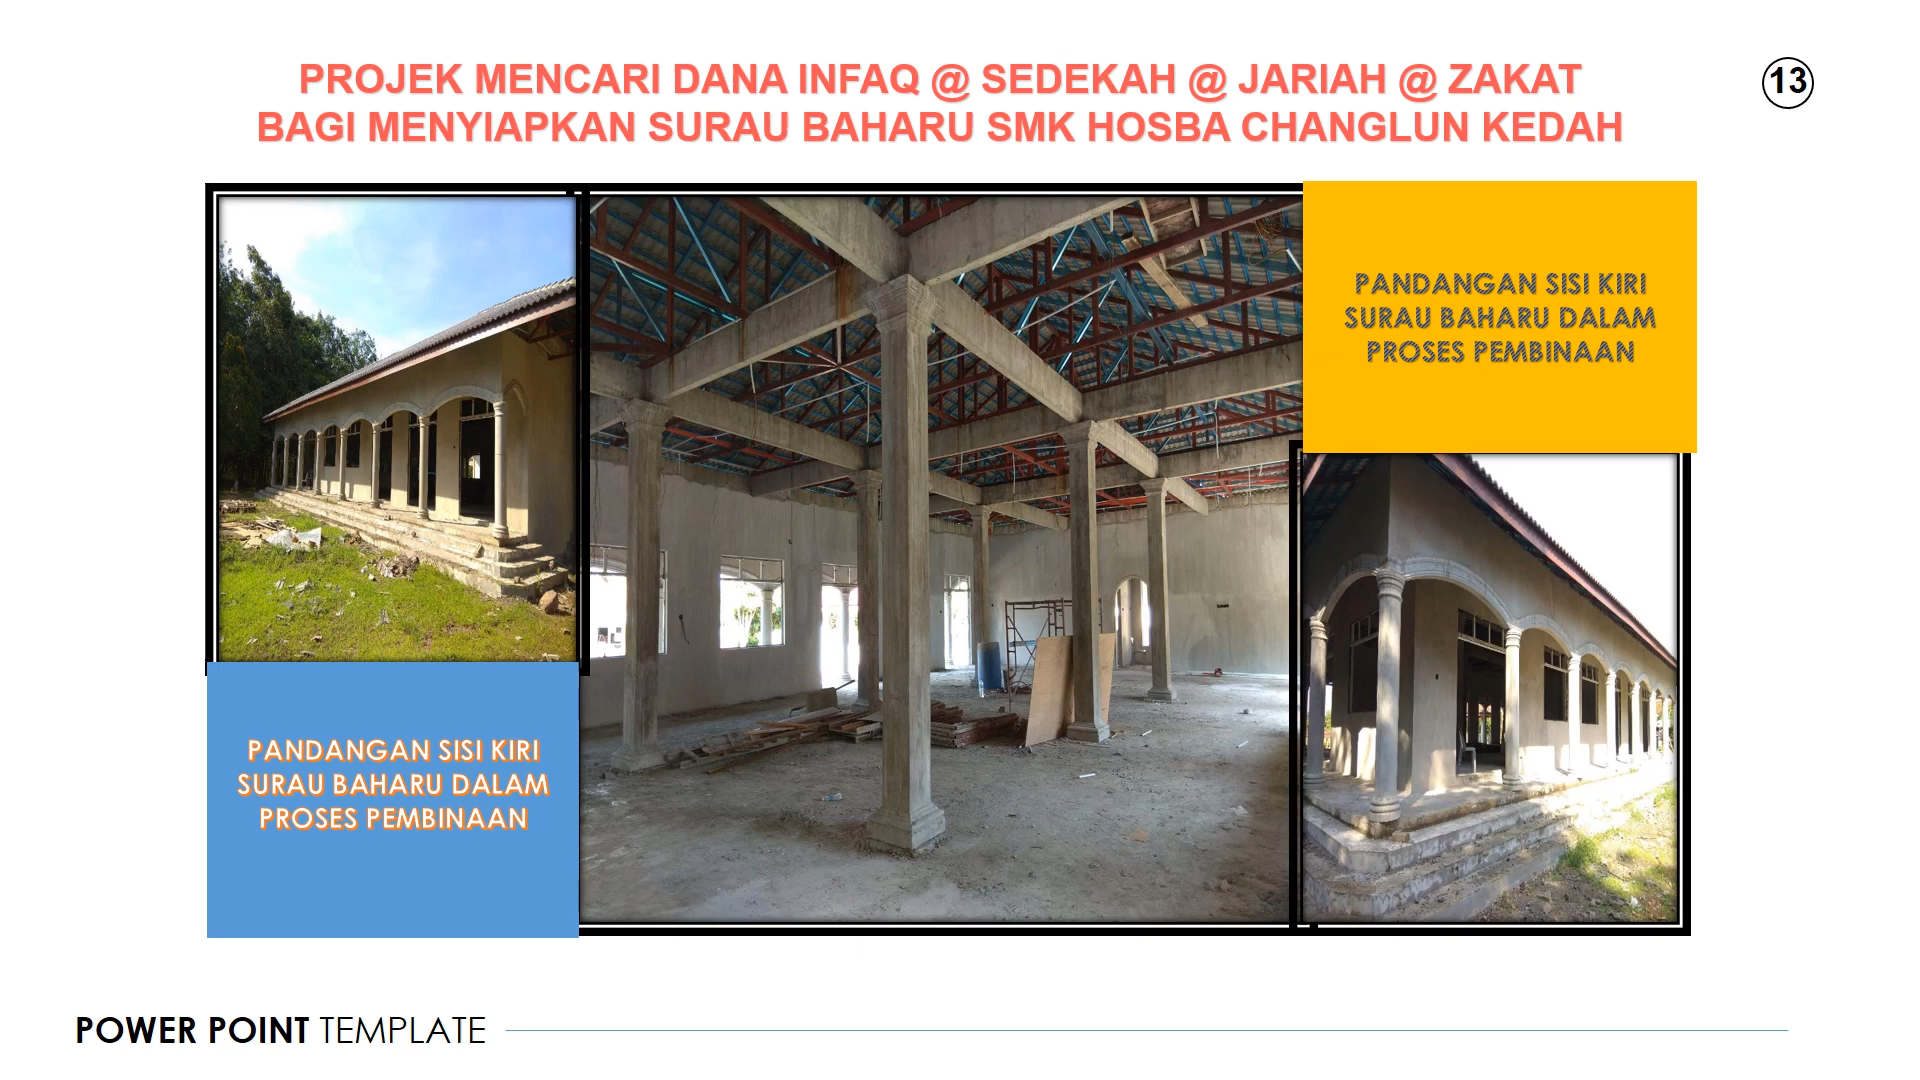 PROJEK MENCARI DANA INFAQ @ SEDEKAH @ JARIAH @ ZAKAT
BAGI MENYIAPKAN SURAU BAHARU SMK HOSBA CHANGLUN KEDAH
13
PANDANGAN SISI KIRI
SURAU BAHARU DALAM
PROSES PEMBINAAN
PANDANGAN SISI KIRI
SURAU BAHARU DALAM
PROSES PEMBINAAN
POWER POINT TEMPLATE